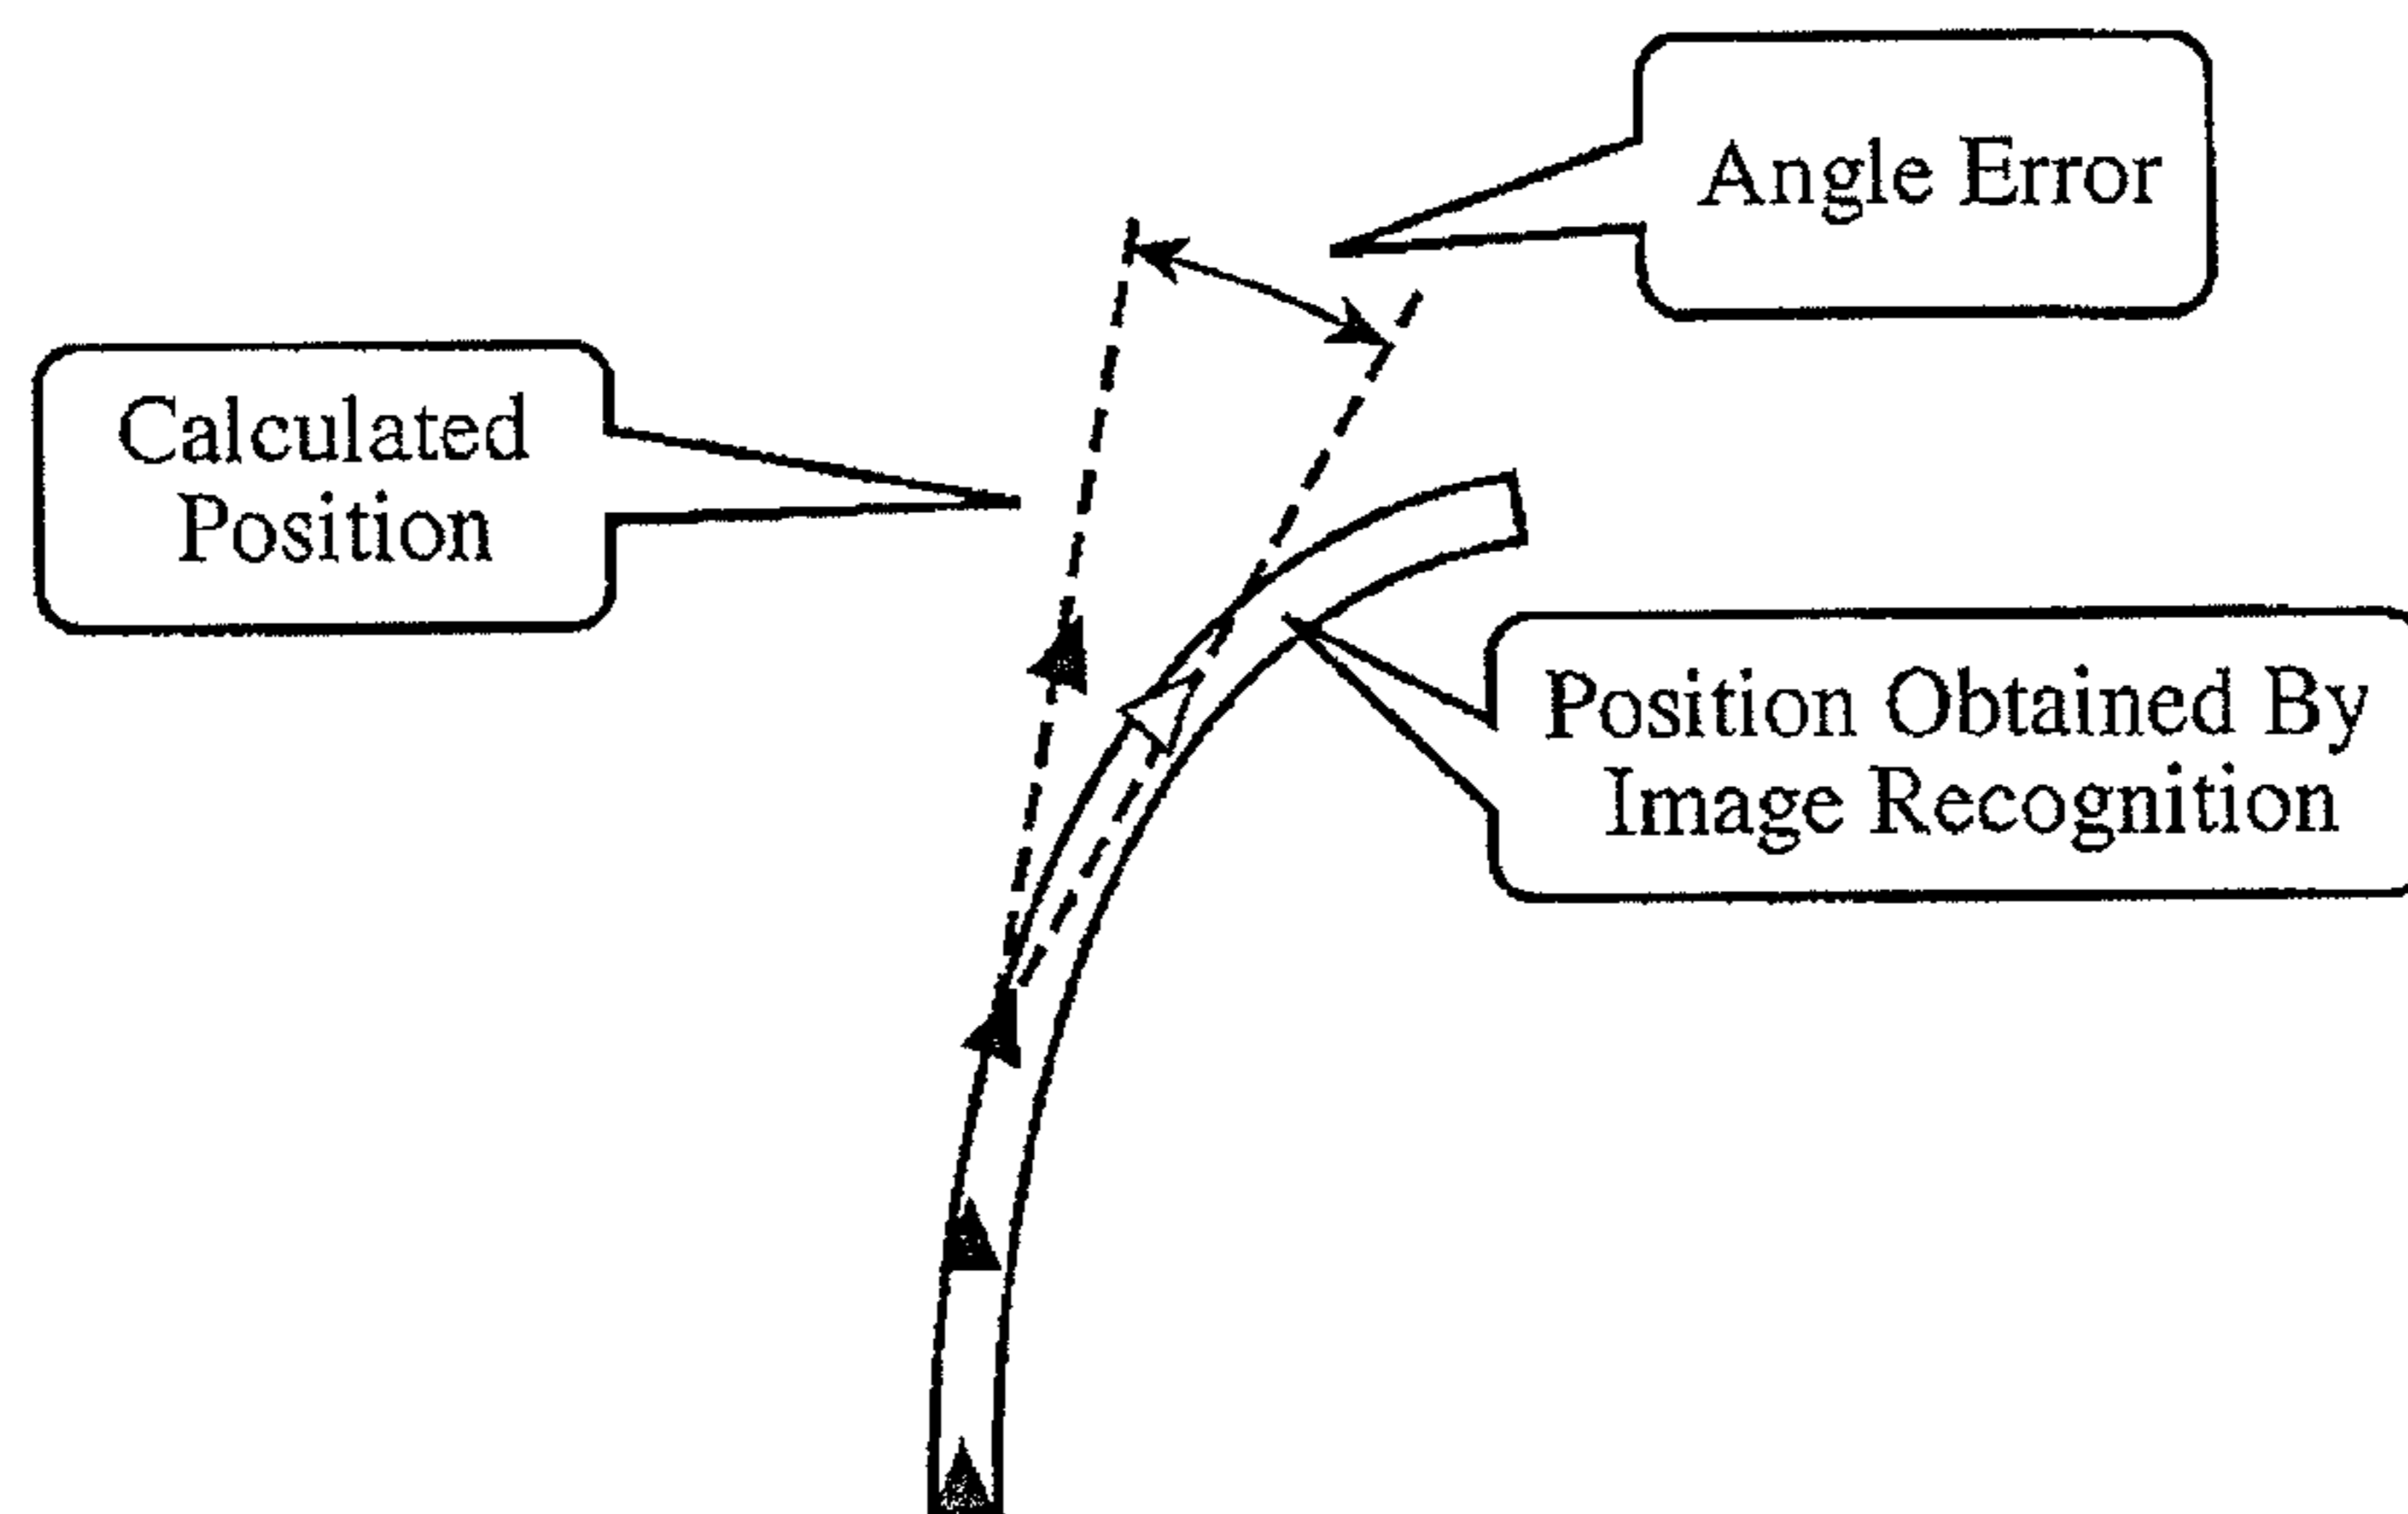 Angle Error
Calculated
Position
Position Obtained By
Image Recognition